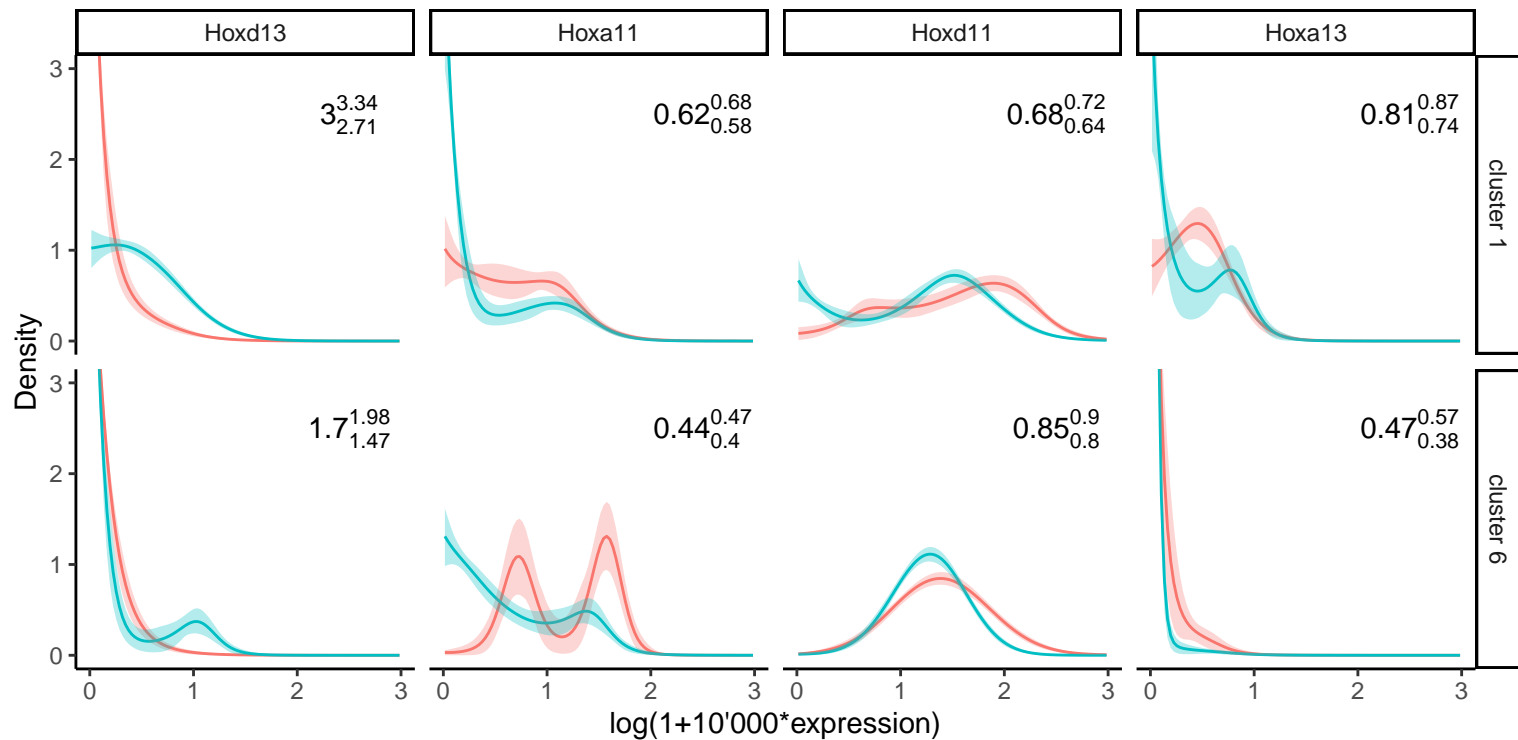 Hoxd13 Hoxa11 Hoxd11 Hoxa13
3 3.34 2.71 0.62 0.68 0.58 0.68 0.72 0.64 0.81 0.87 0.74
cluster 1
3
2
1
0
Density
1.7 1.98 1.47 0.44 0.47 0.4 0.85 0.9 0.8 0.47 0.57 0.38
cluster 6
3
2
1
0
0 1 2 3 0 1 2 3 0 1 2 3 0 1 2 3
log(1+10'000*expression)